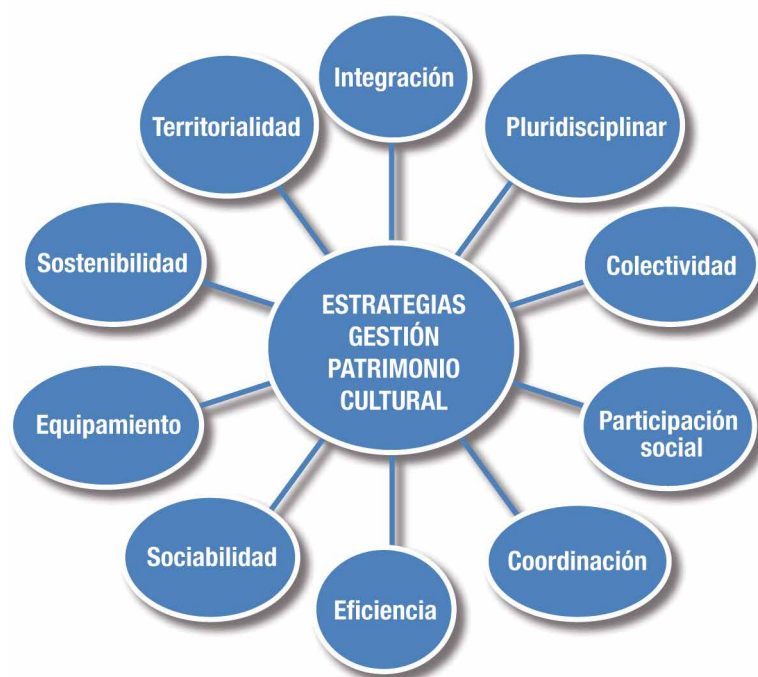 Integración
Pluridisciplinar
Territorialidad
Sostenibilidad
Colectividad
ESTRATEGIAS
GESTIÓN
PATRIMONIO
CULTURAL
Equipamiento
Participación
social
Sociabilidad
Coordinación
Eficiencia